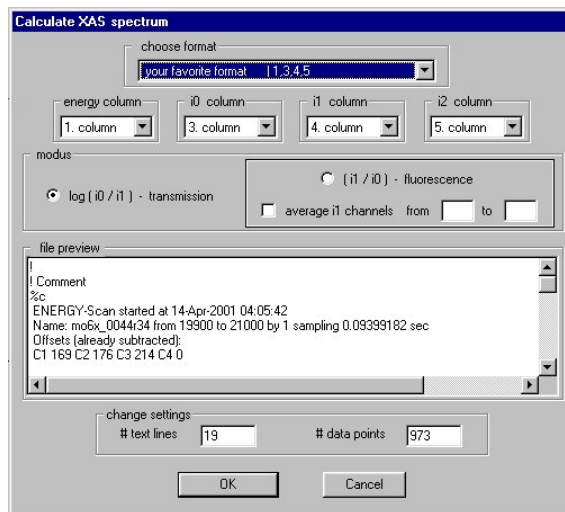 Calculate XAS spectrum
choose format
your favorite format | 1,3,4,5
energy column
i0 column
i1 column
i2 column
1. column
3. column
4. column
5. column
modus
log ( i0 / i1 ) - transmission
( i1 / i0 ) - fluorescence
average i1 channels from to
file preview
!
! Comment
%c
ENERGY-Scan started at 14-Apr-2001 04:05:42
Name: mo6x_0044r34 from 19900 to 21000 by 1 sampling 0.09399182 sec
Offsets (already subtracted):
C1 169 C2 176 C3 214 C4 0
change settings
# text lines 19 # data points 973
OK Cancel